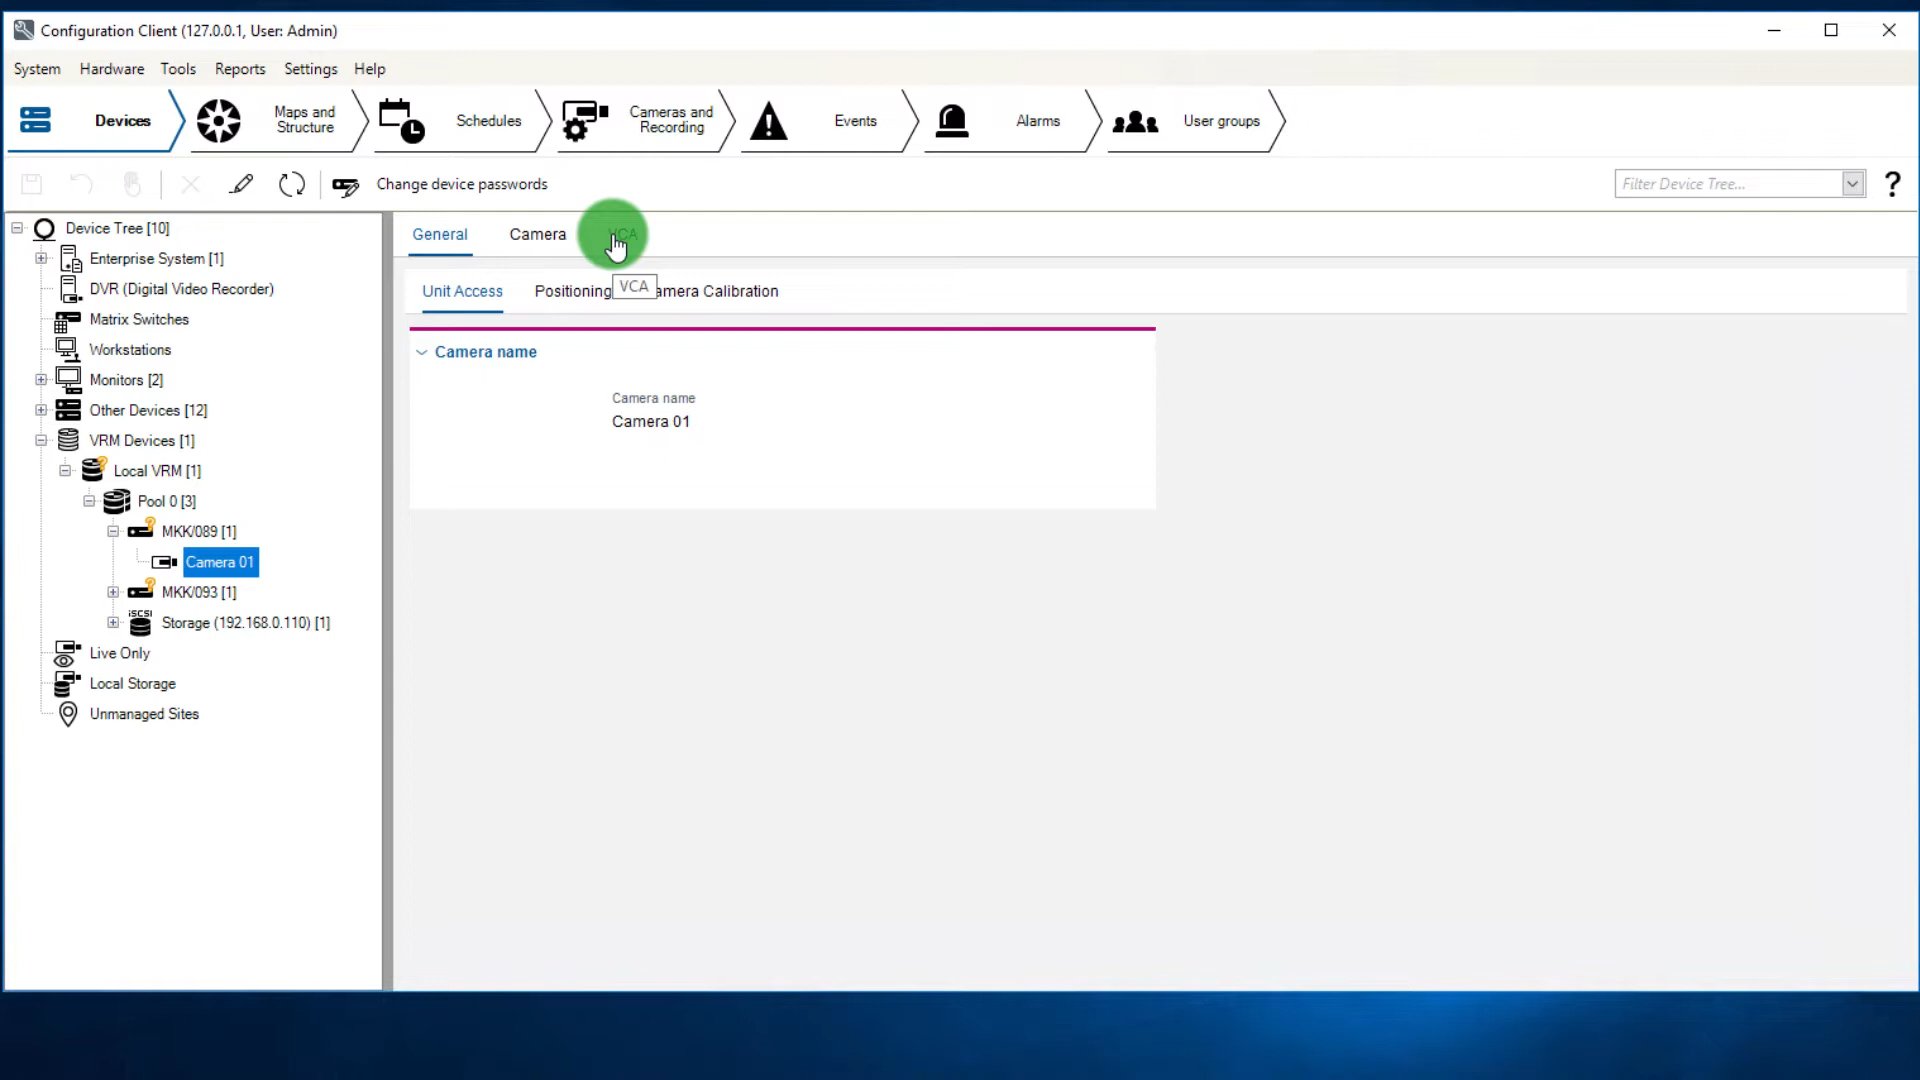 Configuration Client (127.0.0.1, User: Admin)
System Hardware Tools Reports Settings Help
Devices
Maps and
Structure
Schedules
Cameras and
Recording
Events
Alarms
User groups
Change device passwords
Filter Device Tree...
?
Device Tree [10]
Enterprise System [1]
DVR (Digital Video Recorder)
Matrix Switches
Workstations
Monitors [2]
Other Devices [12]
VRM Devices [1]
Local VRM [1]
Pool 0 [3]
MKK/089 [1]
Camera 01
MKK/093 [1]
iSCSI
Storage (192.168.0.110) [1]
Live Only
Local Storage
Unmanaged Sites
General Camera VCA
VCA
Unit Access Positioning amera Calibration
Camera name
Camera name
Camera 01